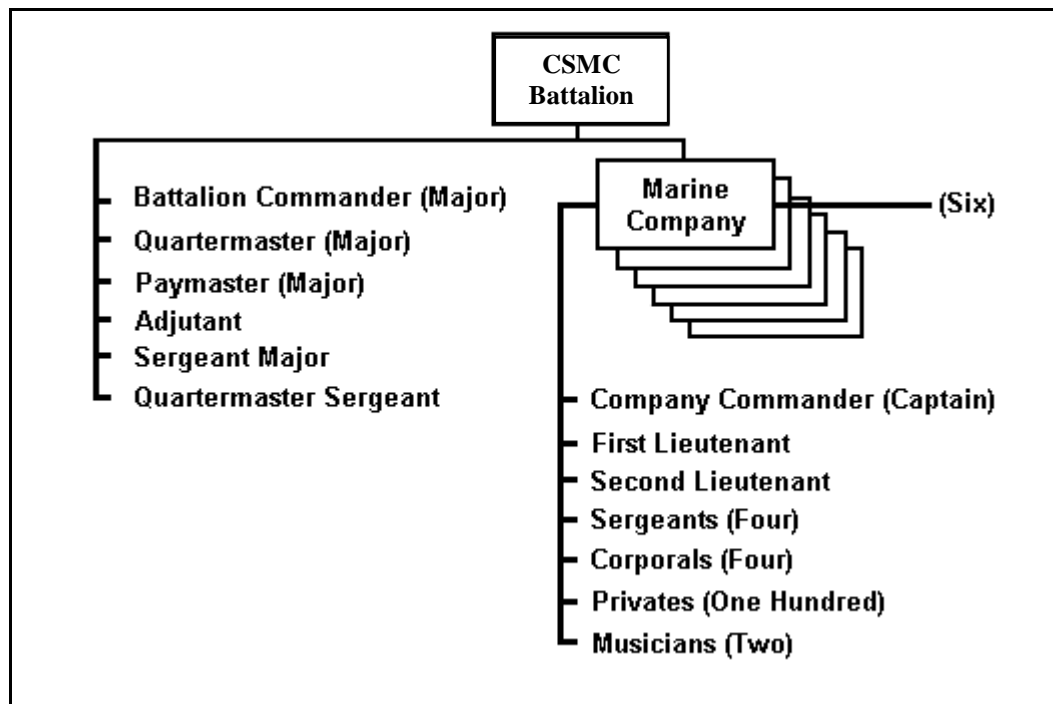 CSMC
Battalion
Battalion Commander (Major)
Quartermaster (Major)
Paymaster (Major)
Adjutant
Sergeant Major
Quartermaster Sergeant
Marine
Company
(Six)
Company Commander (Captain)
First Lieutenant
Second Lieutenant
Sergeants (Four)
Corporals (Four)
Privates (One Hundred)
Musicians (Two)